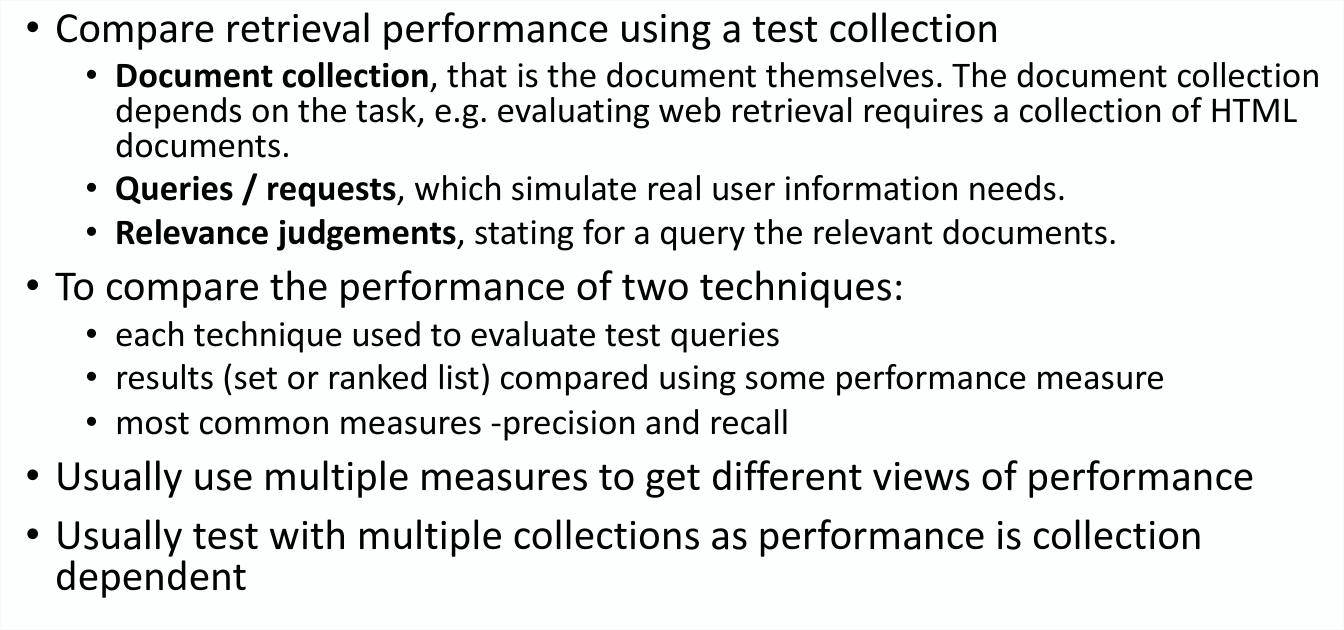 • Compare retrieval performance using a test collection
• Document collection, that is the document themselves. The document collection
depends on the task, e.g. evaluating web retrieval requires a collection of HTML
documents.
• Queries / requests, which simulate real user information needs.
• Relevance judgements, stating for a query the relevant documents.
• To compare the performance of two techniques:
• each technique used to evaluate test queries
• results (set or ranked list) compared using some performance measure
• most common measures -precision and recall
• Usually use multiple measures to get different views of performance
• Usually test with multiple collections as performance is collection
dependent